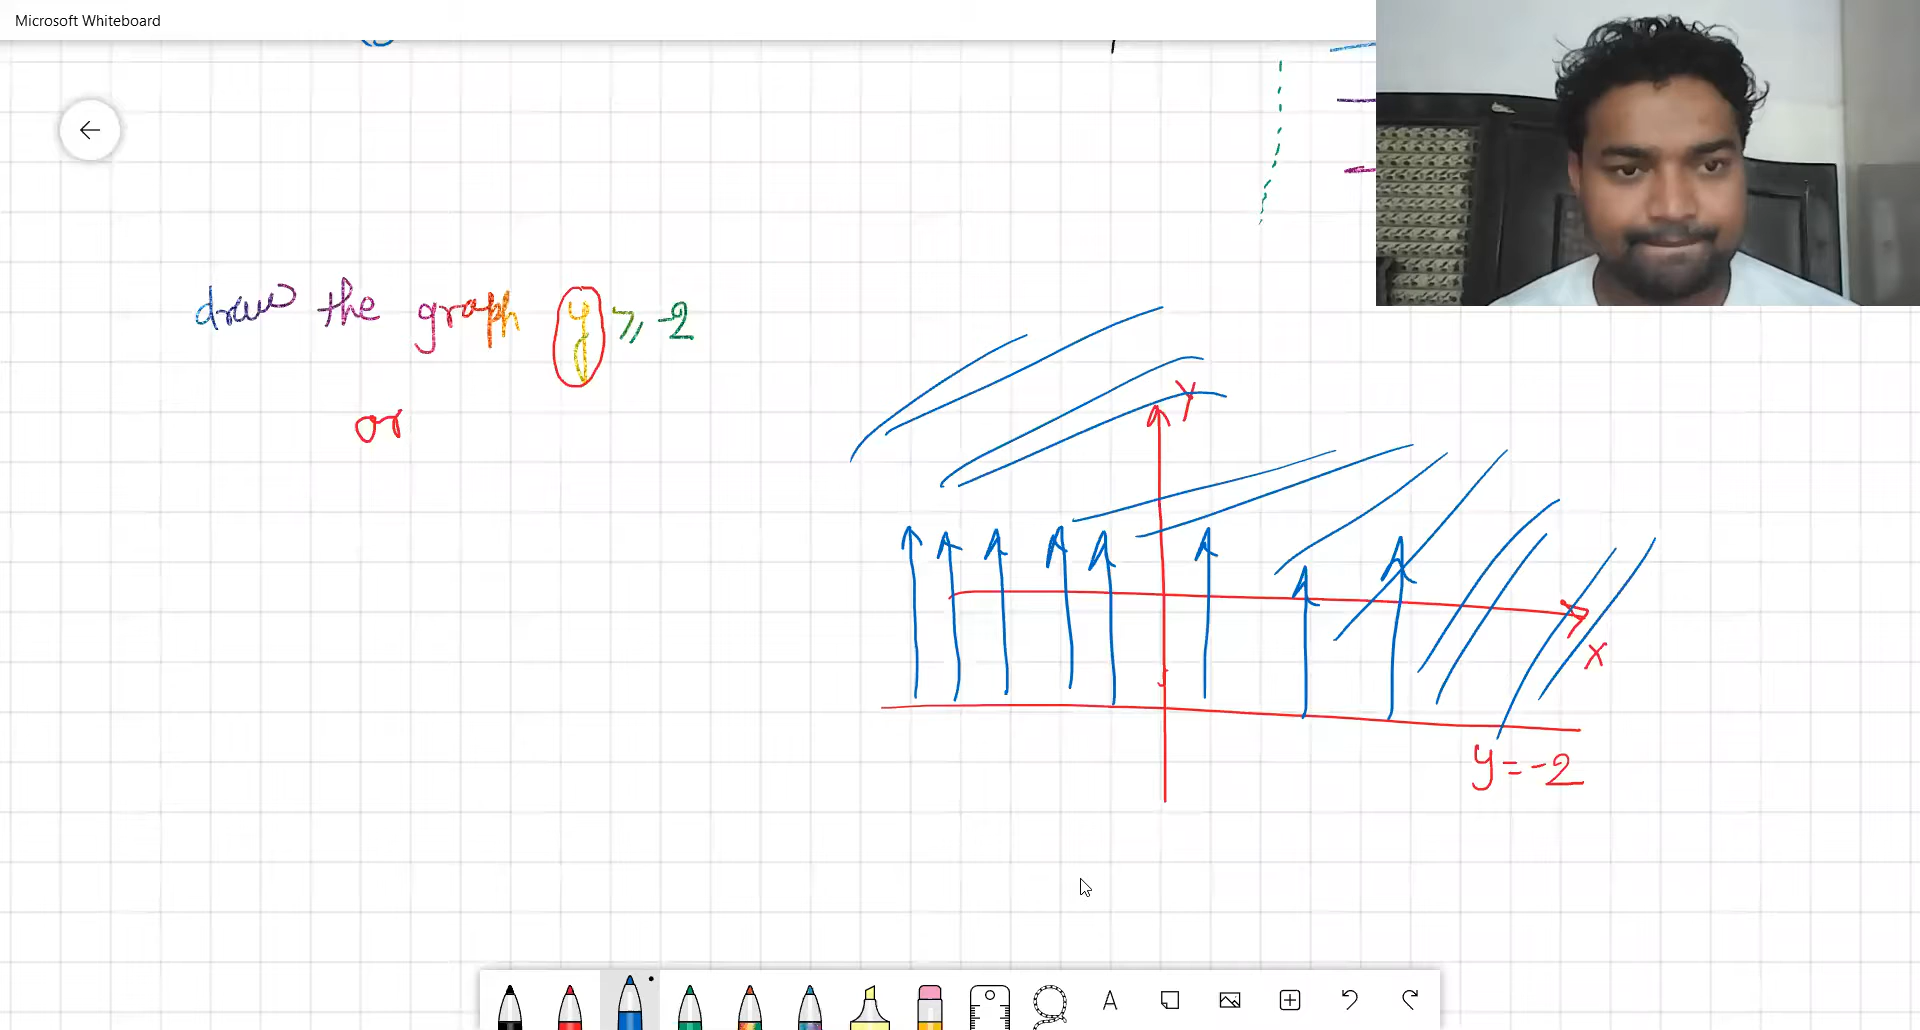 Microsoft Whiteboard
draw the graph y ⩾ -2
or
Y
X
y = -2
A